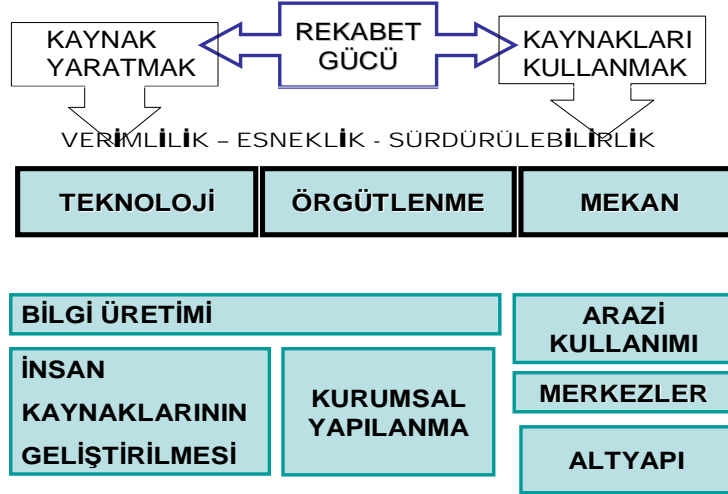 KAYNAK
YARATMAK
REKABET
GÜCÜ
KAYNAKLARI
KULLANMAK
VERİMLİLİK – ESNEKLİK - SÜRDÜRÜLEBİLİRLİK
TEKNOLOJİ
ÖRGÜTLENME
MEKAN
BİLGİ ÜRETİMİ
ARAZİ
KULLANIMI
İNSAN
KAYNAKLARININ
GELİŞTİRİLMESİ
KURUMSAL
YAPILANMA
MERKEZLER
ALTYAPI